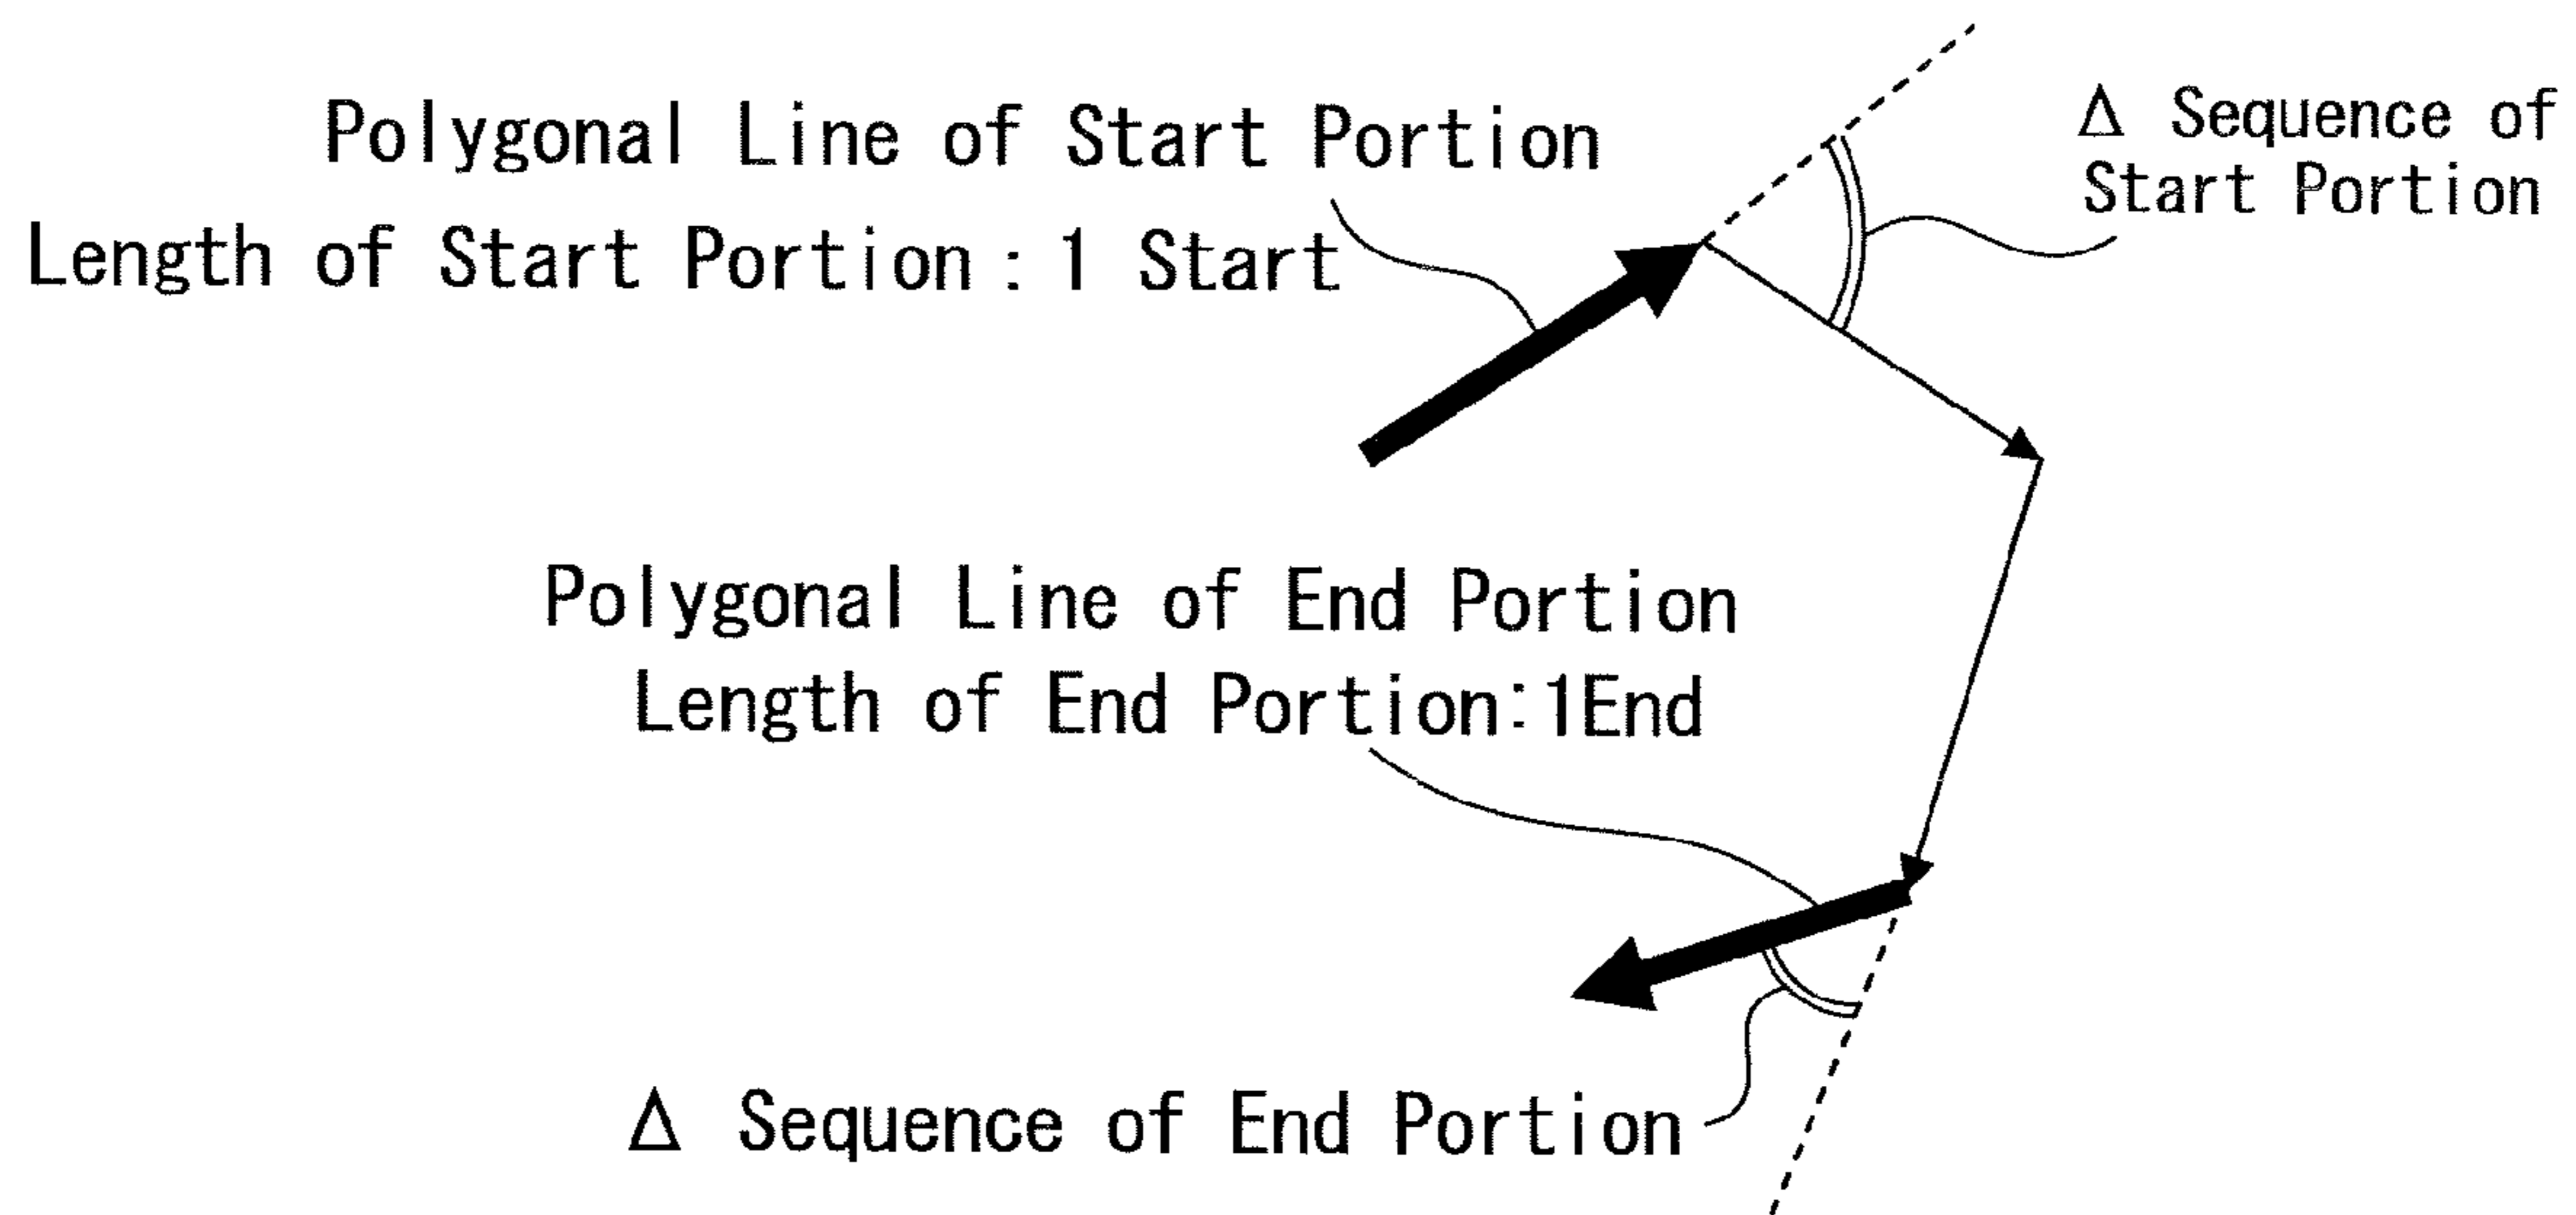 Polygonal Line of Start Portion
Length of Start Portion : 1 Start
Δ Sequence of
Start Portion
Polygonal Line of End Portion
Length of End Portion:1End
Δ Sequence of End Portion